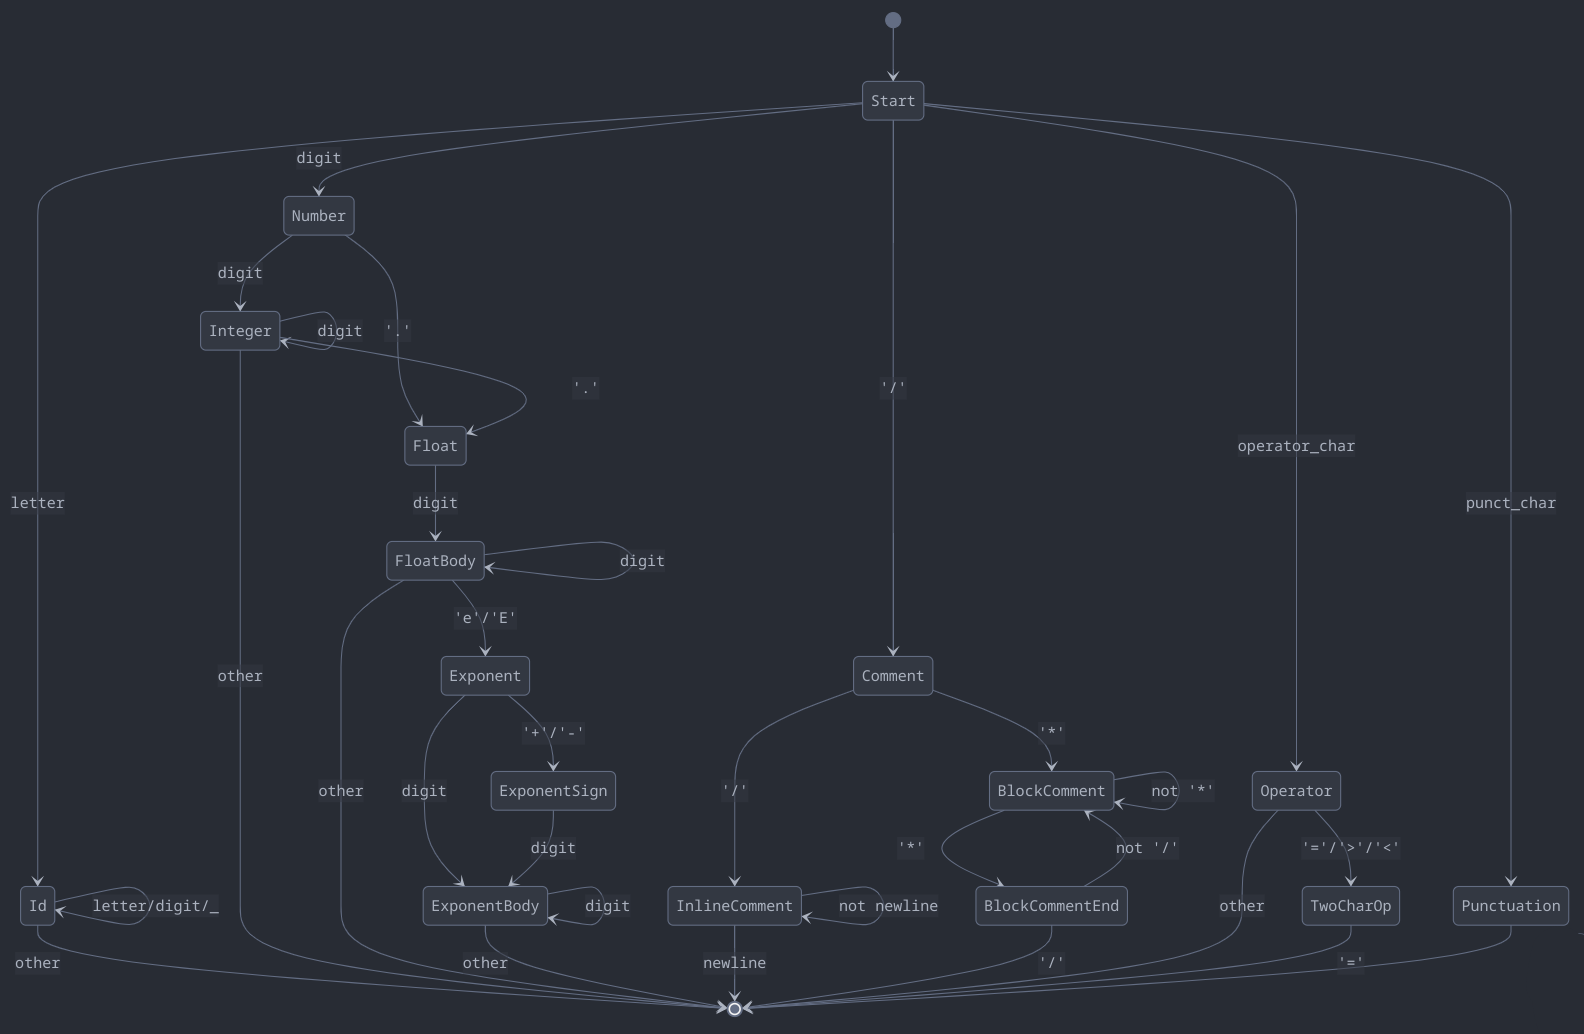 Start
digit
Number
digit
Integer
digit
'.'
'.'
'/'
Float
operator_char
letter
digit
punct_char
FloatBody
digit
'e'/'E'
other
Exponent
Comment
'+'/'-'
'*'
other
digit
ExponentSign
'/'
BlockComment
not '*'
Operator
digit
'*'
not '/'
'='/'>'/'<'
Id
letter/digit/_
ExponentBody
digit
InlineComment
not newline
BlockCommentEnd
other
TwoCharOp
Punctuation
other
other
newline
'/'
'='